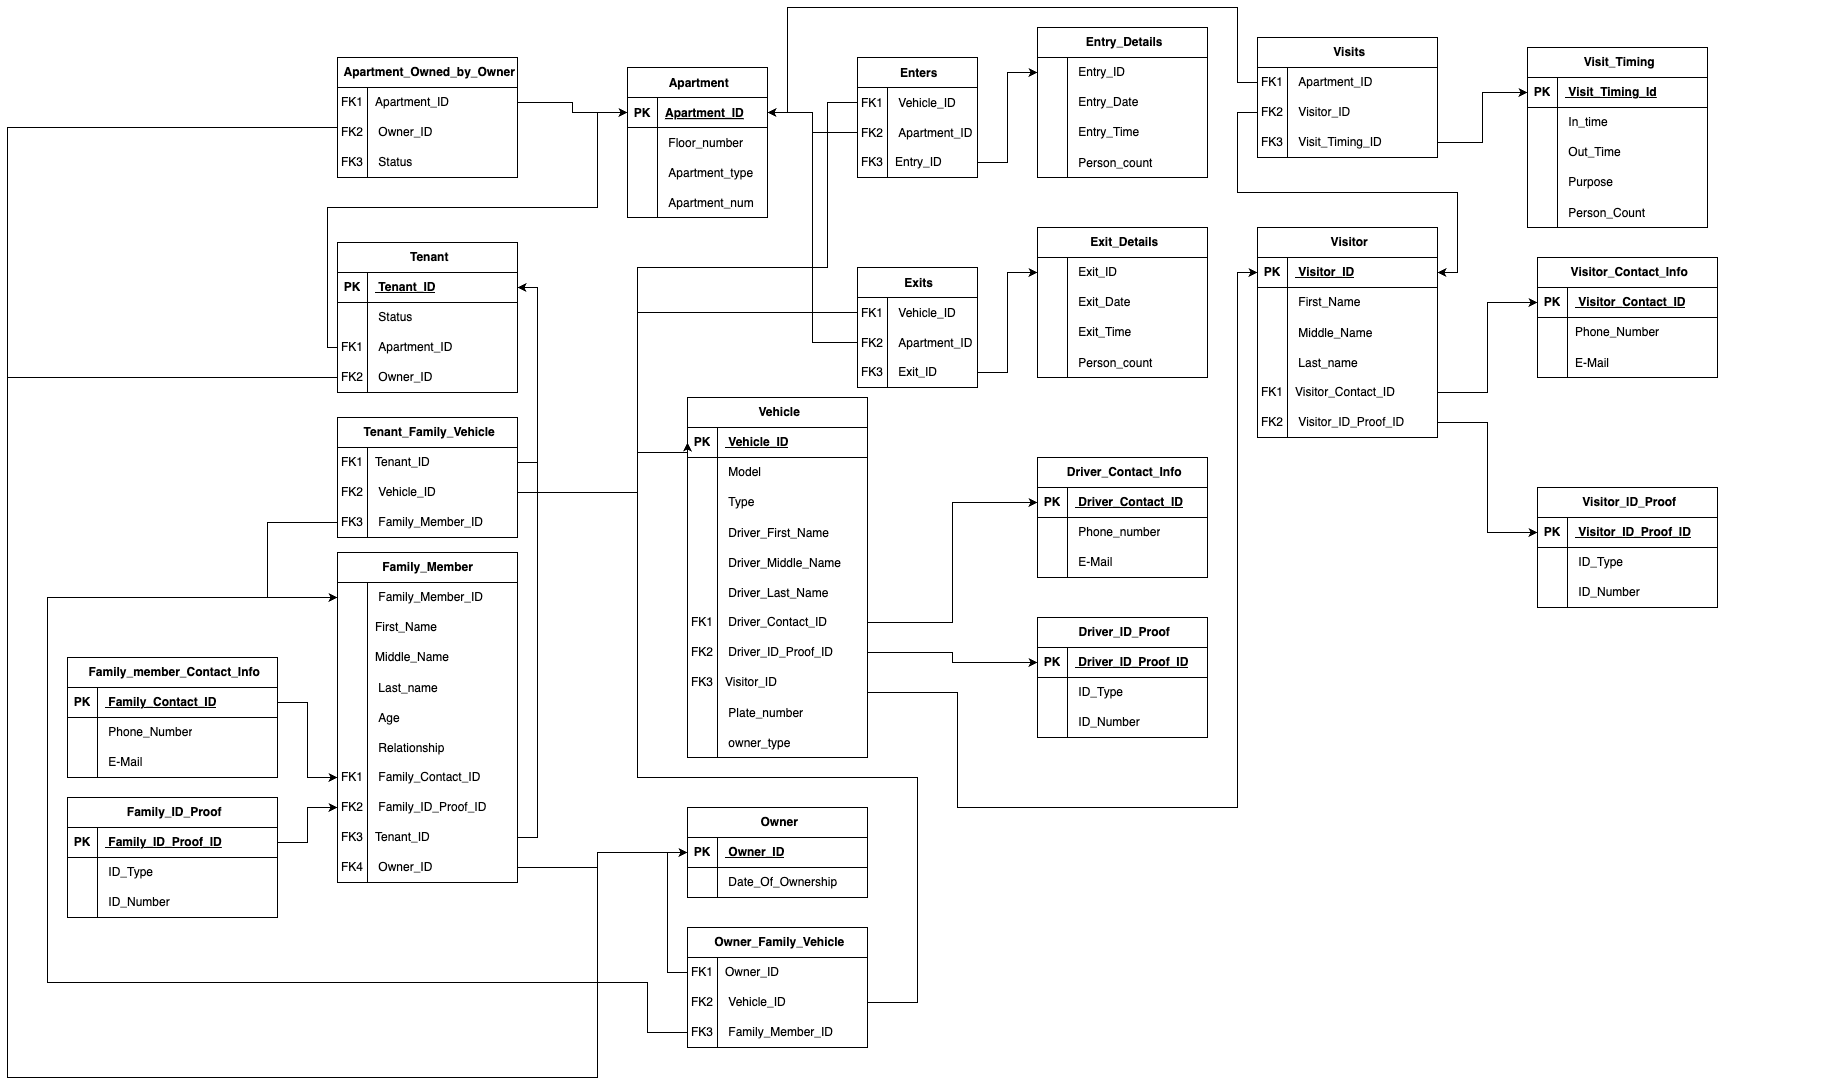 Apartment_Owned_by_Owner
FK1 Apartment_ID
FK2 Owner_ID
FK3 Status
Apartment
PK Apartment_ID
Floor_number
Apartment_type
Apartment_num
Enters
FK1 Vehicle_ID
FK2 Apartment_ID
FK3 Entry_ID
Entry_Details
Entry_ID
Entry_Date
Entry_Time
Person_count
Visits
FK1 Apartment_ID
FK2 Visitor_ID
FK3 Visit_Timing_ID
Visit_Timing
PK Visit_Timing_Id
In_time
Out_Time
Purpose
Person_Count
Tenant
PK Tenant_ID
Status
FK1 Apartment_ID
FK2 Owner_ID
Exits
FK1 Vehicle_ID
FK2 Apartment_ID
FK3 Exit_ID
Exit_Details
Exit_ID
Exit_Date
Exit_Time
Person_count
Visitor
PK Visitor_ID
First_Name
Middle_Name
Last_name
FK1 Visitor_Contact_ID
FK2 Visitor_ID_Proof_ID
Visitor_Contact_Info
PK Visitor_Contact_ID
Phone_Number
E-Mail
Tenant_Family_Vehicle
FK1 Tenant_ID
FK2 Vehicle_ID
FK3 Family_Member_ID
Vehicle
PK Vehicle_ID
Model
Type
Driver_First_Name
Driver_Middle_Name
Driver_Last_Name
FK1 Driver_Contact_ID
FK2 Driver_ID_Proof_ID
FK3 Visitor_ID
Plate_number
owner_type
Driver_Contact_Info
PK Driver_Contact_ID
Phone_number
E-Mail
Visitor_ID_Proof
PK Visitor_ID_Proof_ID
ID_Type
ID_Number
Family_Member
Family_Member_ID
First_Name
Middle_Name
Last_name
Age
Relationship
FK1 Family_Contact_ID
FK2 Family_ID_Proof_ID
FK3 Tenant_ID
FK4 Owner_ID
Driver_ID_Proof
PK Driver_ID_Proof_ID
ID_Type
ID_Number
Family_member_Contact_Info
PK Family_Contact_ID
Phone_Number
E-Mail
Family_ID_Proof
PK Family_ID_Proof_ID
ID_Type
ID_Number
Owner
PK Owner_ID
Date_Of_Ownership
Owner_Family_Vehicle
FK1 Owner_ID
FK2 Vehicle_ID
FK3 Family_Member_ID